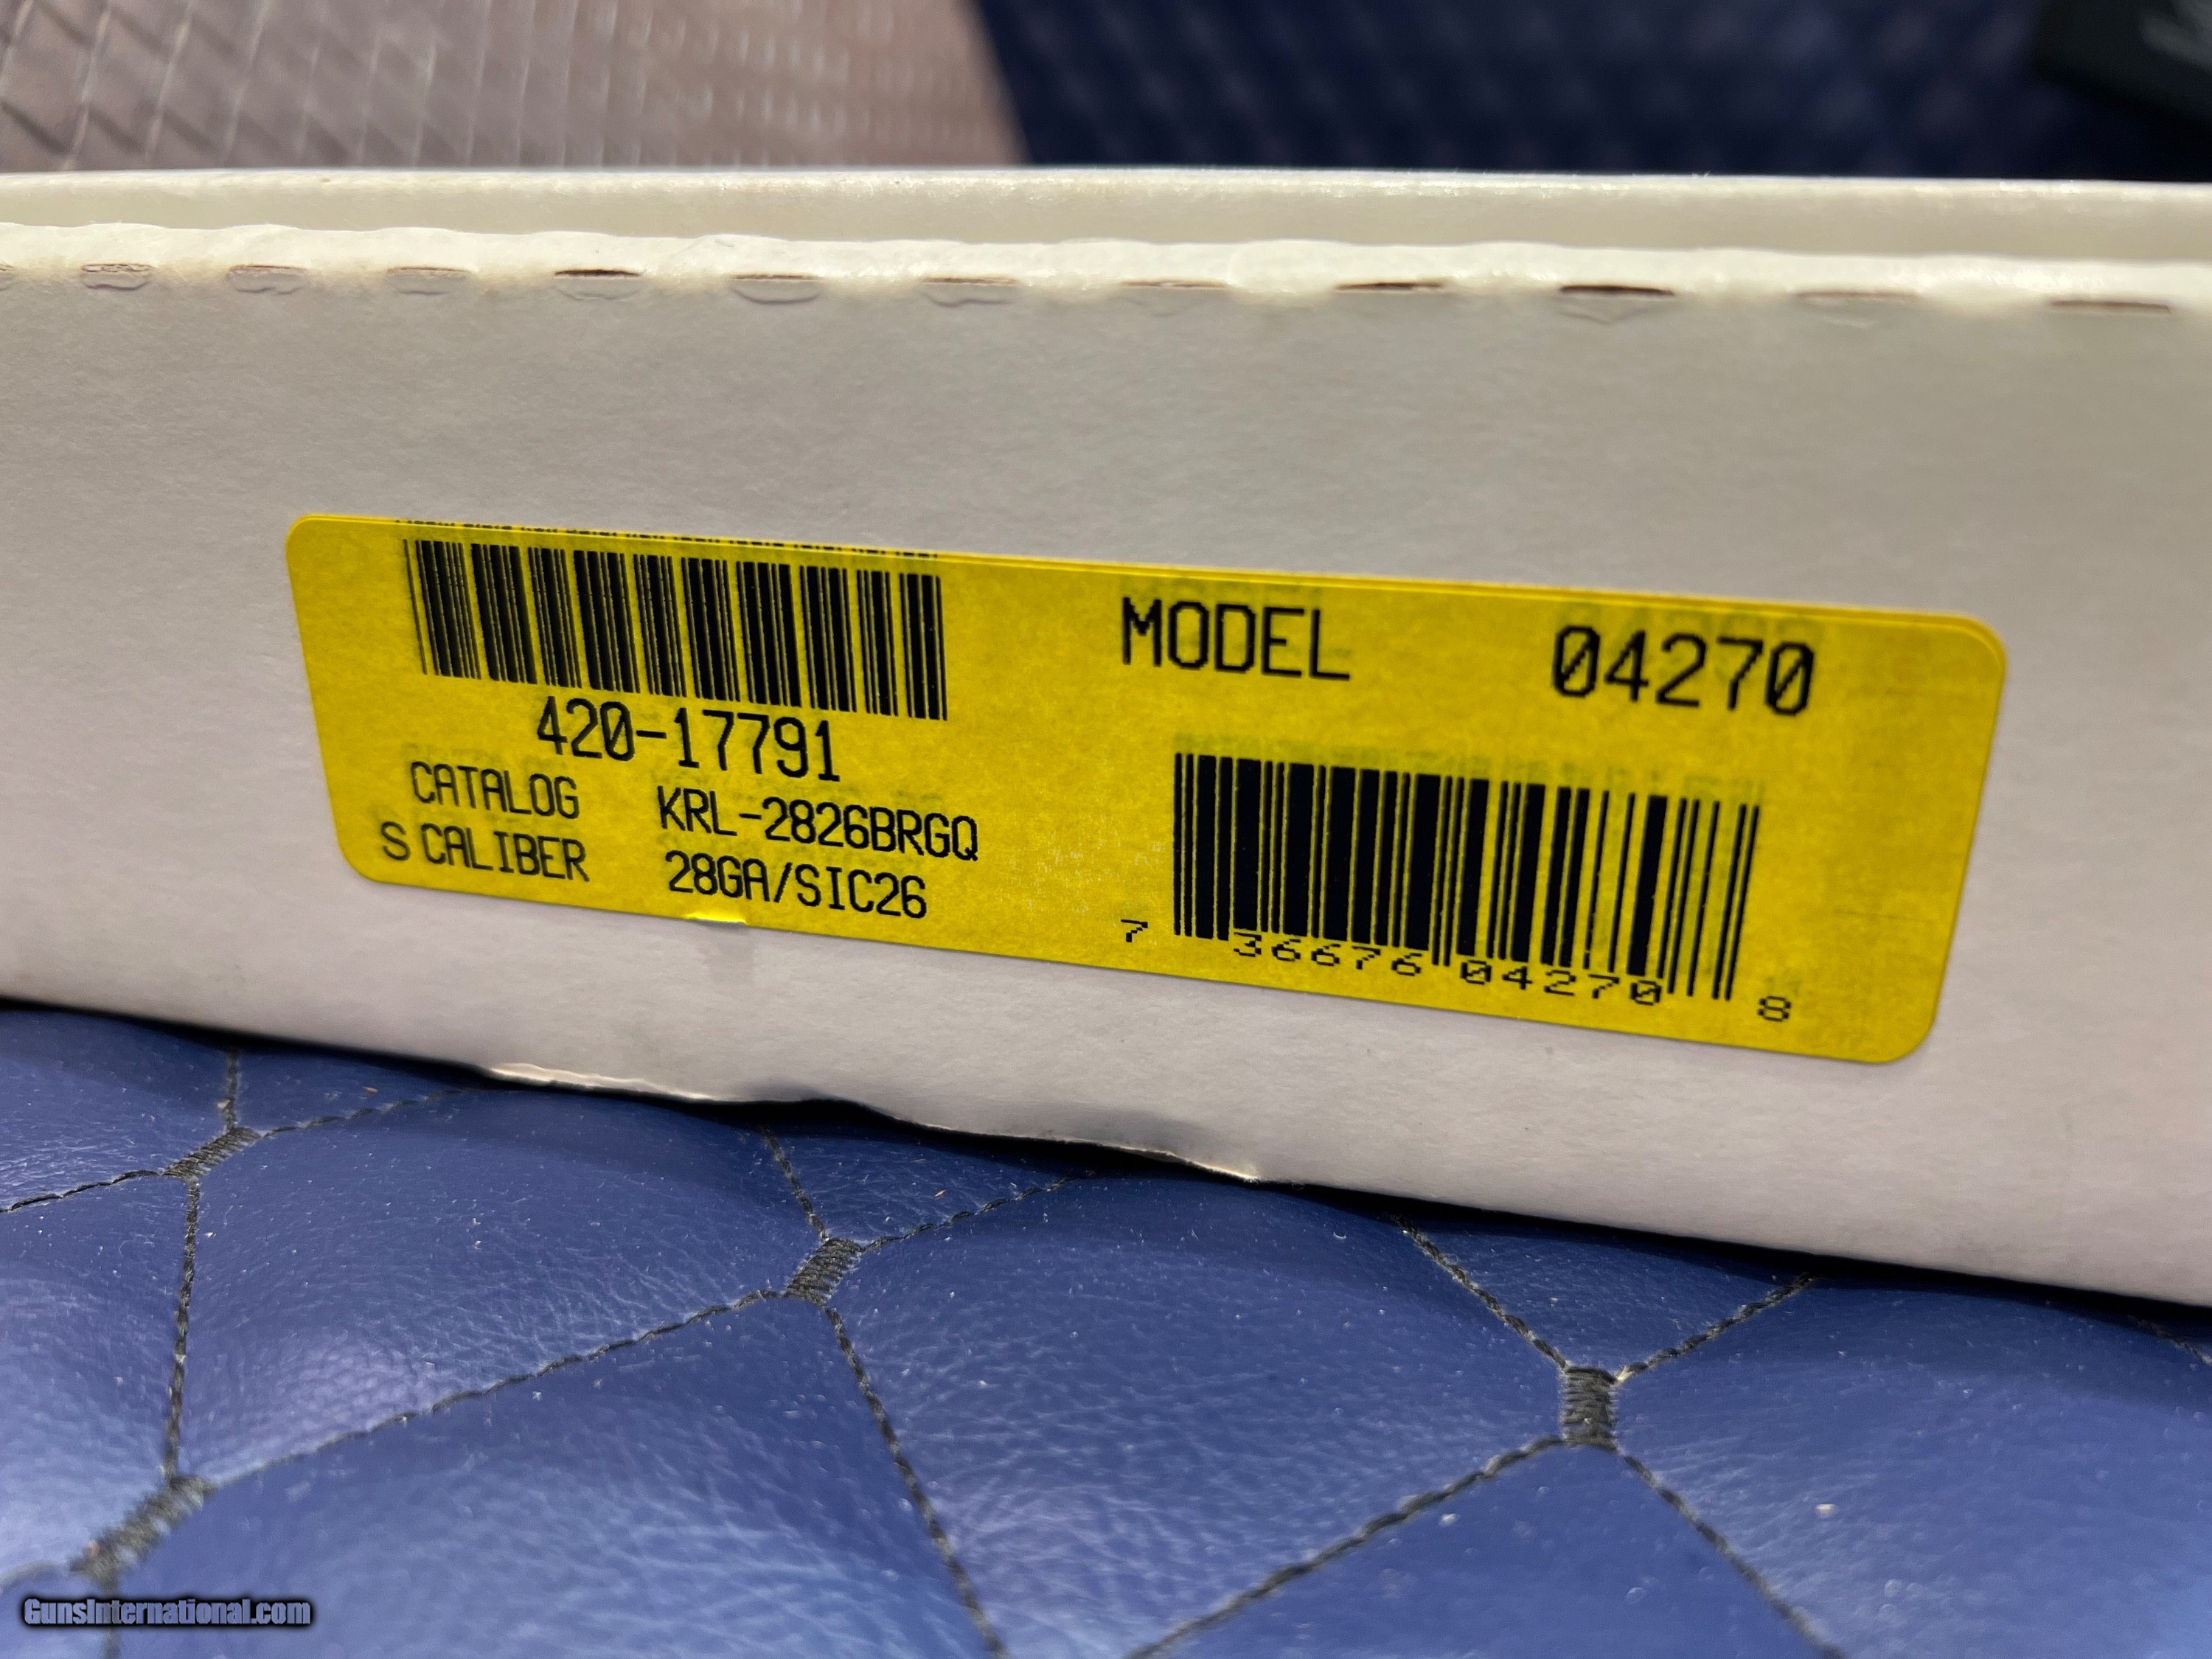 420-17791
CATALOG KRL-2826BRGQ
S CALIBER 28GA/SIC26
MODEL 04270
7 36676 04270 8
GunsInternational.com